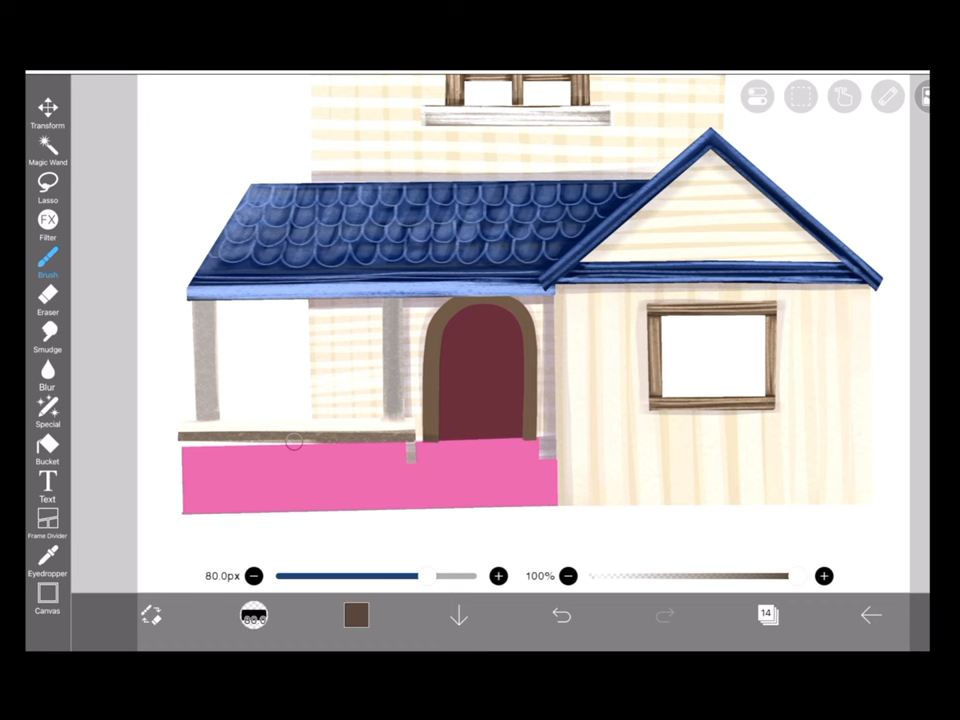 Transform
Magic Wand
Lasso
FX
Filter
Brush
Eraser
Smudge
Blur
Special
Bucket
T
Text
Frame Divider
Eyedropper
Canvas
80.0px
100%
14